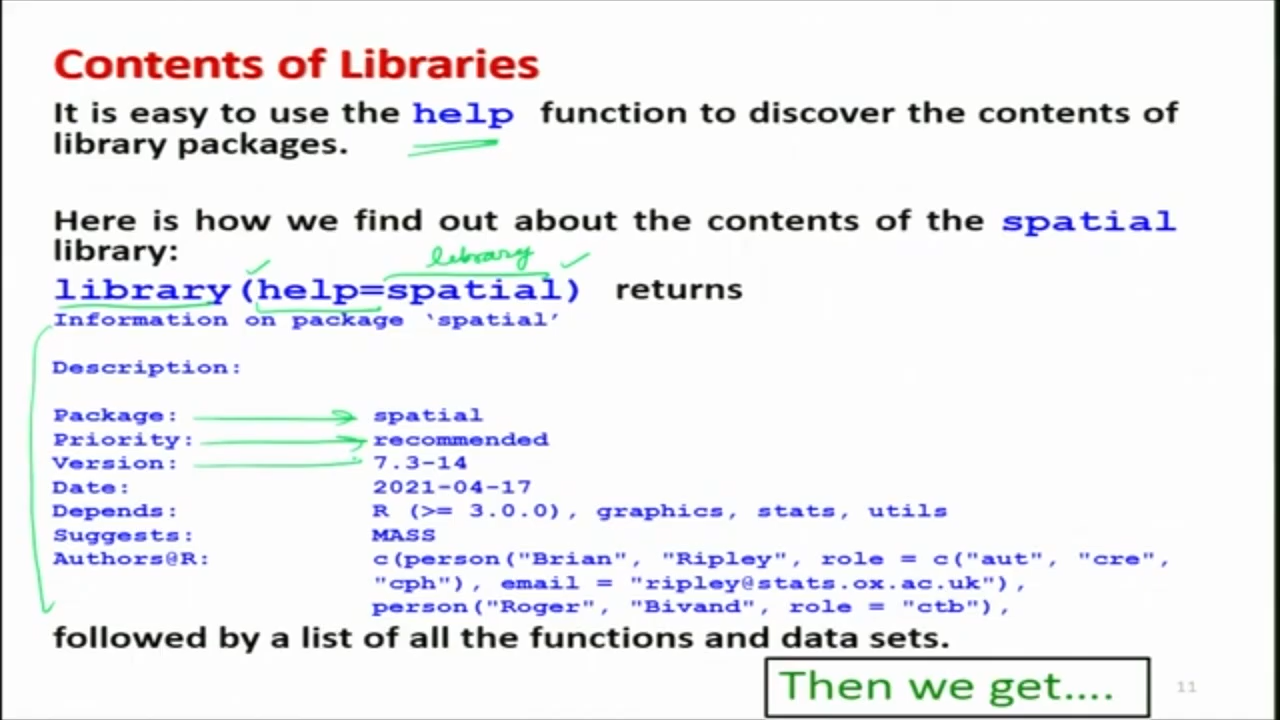 Contents of Libraries
It is easy to use the help function to discover the contents of
library packages.
Here is how we find out about the contents of the spatial
library:
library
library(help=spatial) returns
Information on package ‘spatial’
Description:
Package: spatial
Priority: recommended
Version: 7.3-14
Date: 2021-04-17
Depends: R (>= 3.0.0), graphics, stats, utils
Suggests: MASS
Authors@R: c(person("Brian", "Ripley", role = c("aut", "cre",
"cph"), email = "ripley@stats.ox.ac.uk"),
person("Roger", "Bivand", role = "ctb"),
followed by a list of all the functions and data sets.
Then we get....
11